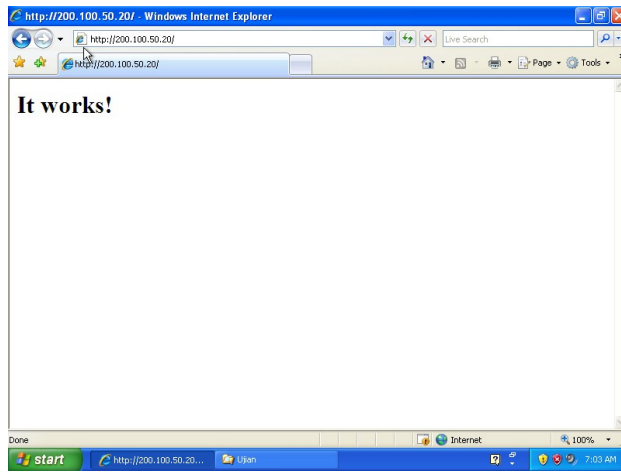 http://200.100.50.20/ - Windows Internet Explorer
http://200.100.50.20/
Live Search
http://200.100.50.20/
Page
Tools
It works!
Done
Internet
100%
start
http://200.100.50.20...
Ujian
7:03 AM